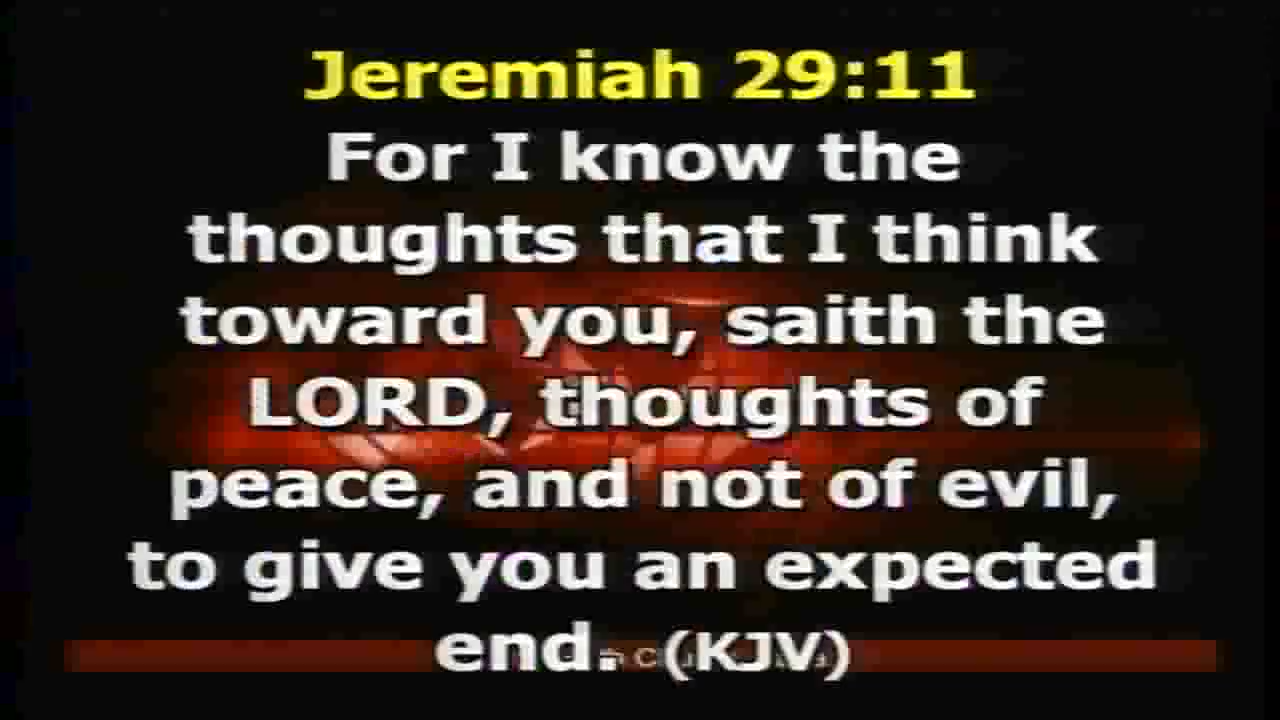 Jeremiah 29:11
For I know the
thoughts that I think
toward you, saith the
LORD, thoughts of
peace, and not of evil,
to give you an expected
end. (KJV)